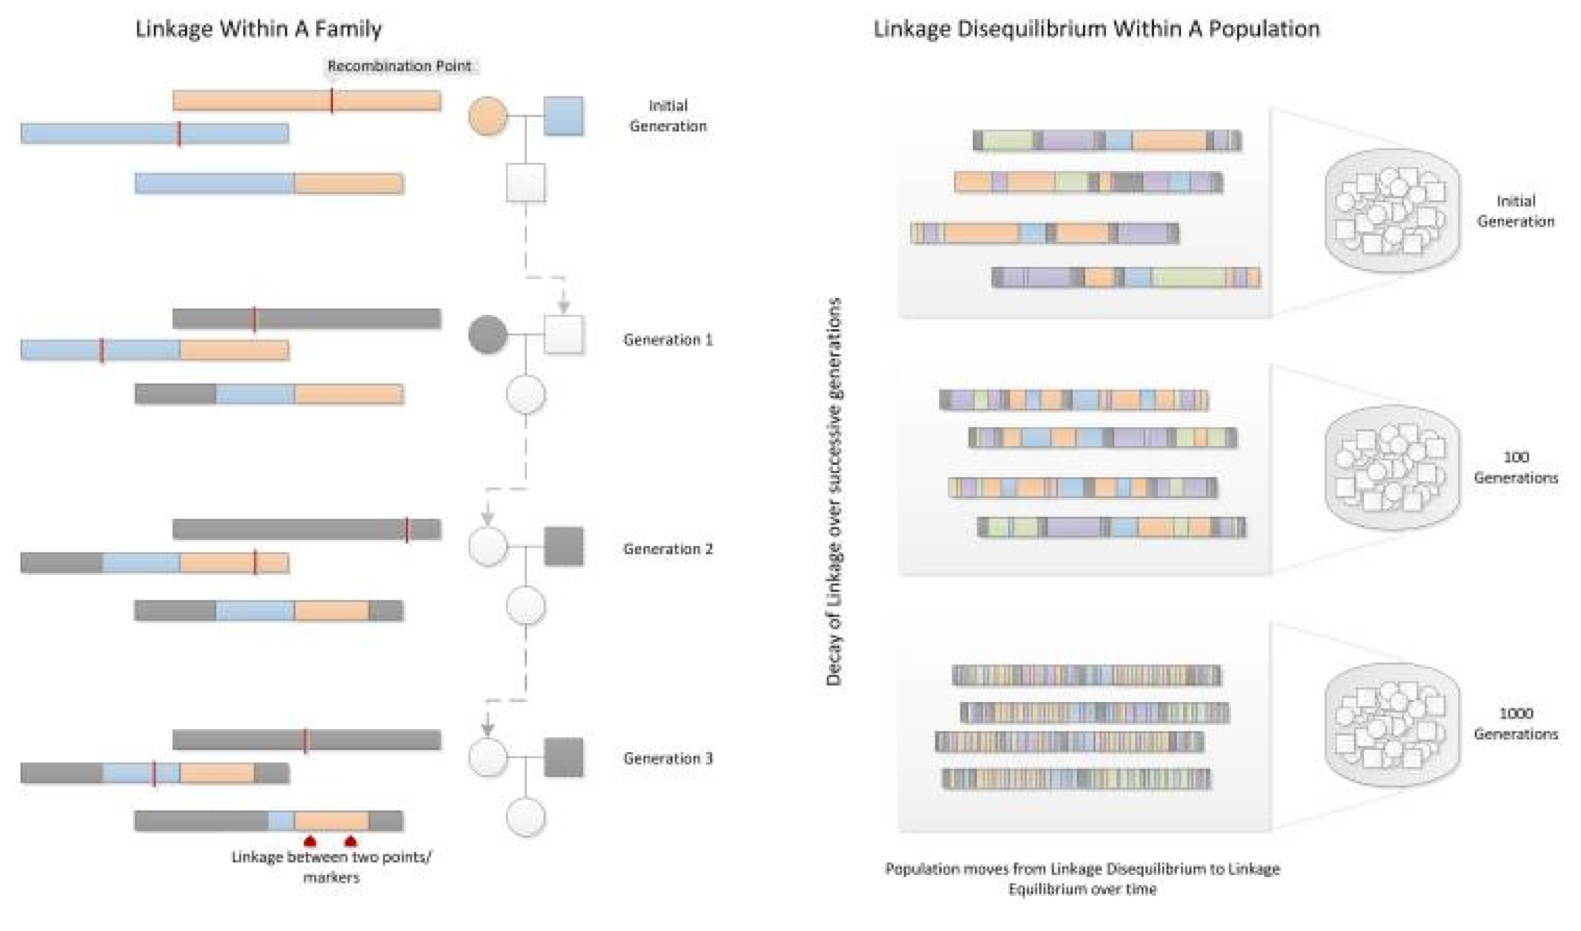 Linkage Within A Family
Recombination Point
Initial
Generation
Generation 1
Generation 2
Generation 3
Linkage between two points/
markers
Linkage Disequilibrium Within A Population
Decay of Linkage over successive generations
Initial
Generation
100
Generations
1000
Generations
Population moves from Linkage Disequilibrium to Linkage
Equilibrium over time